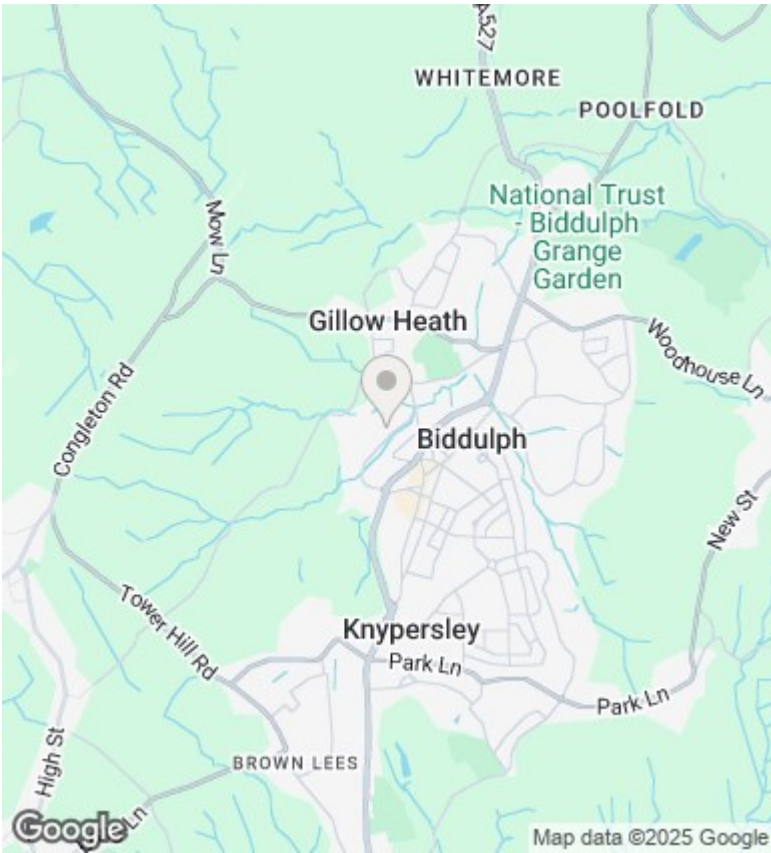 A527
WHITEMORE
POOLFOLD
National Trust
- Biddulph
Grange
Garden
Mow Ln
Gillow Heath
Woodhouse Ln
Congleton Rd
Biddulph
New St
Tower Hill Rd
Knypersley
Park Ln
Park Ln
High St
BROWN LEES
Ln
Google
Map data ©2025 Google